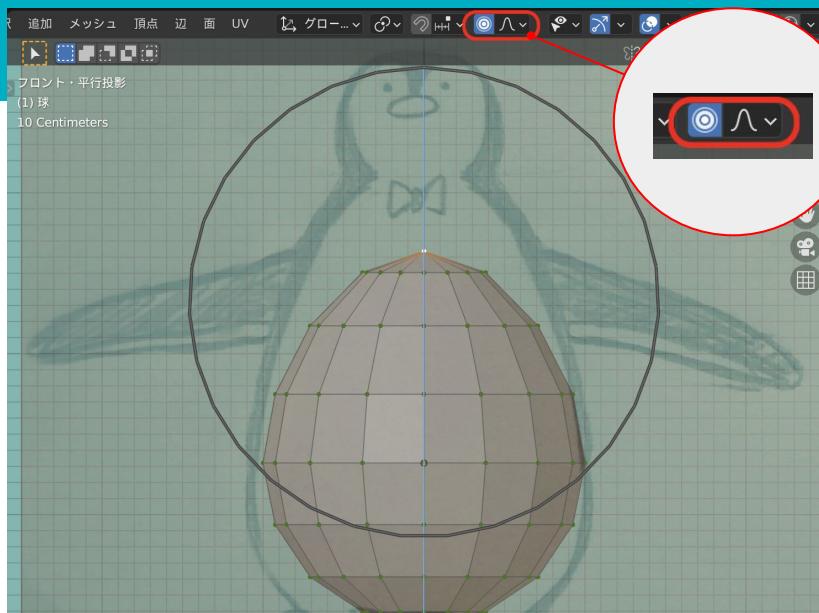 追加 メッシュ 頂点 辺 面 UV グロー...
フロント・平行投影
(1) 球
10 Centimeters